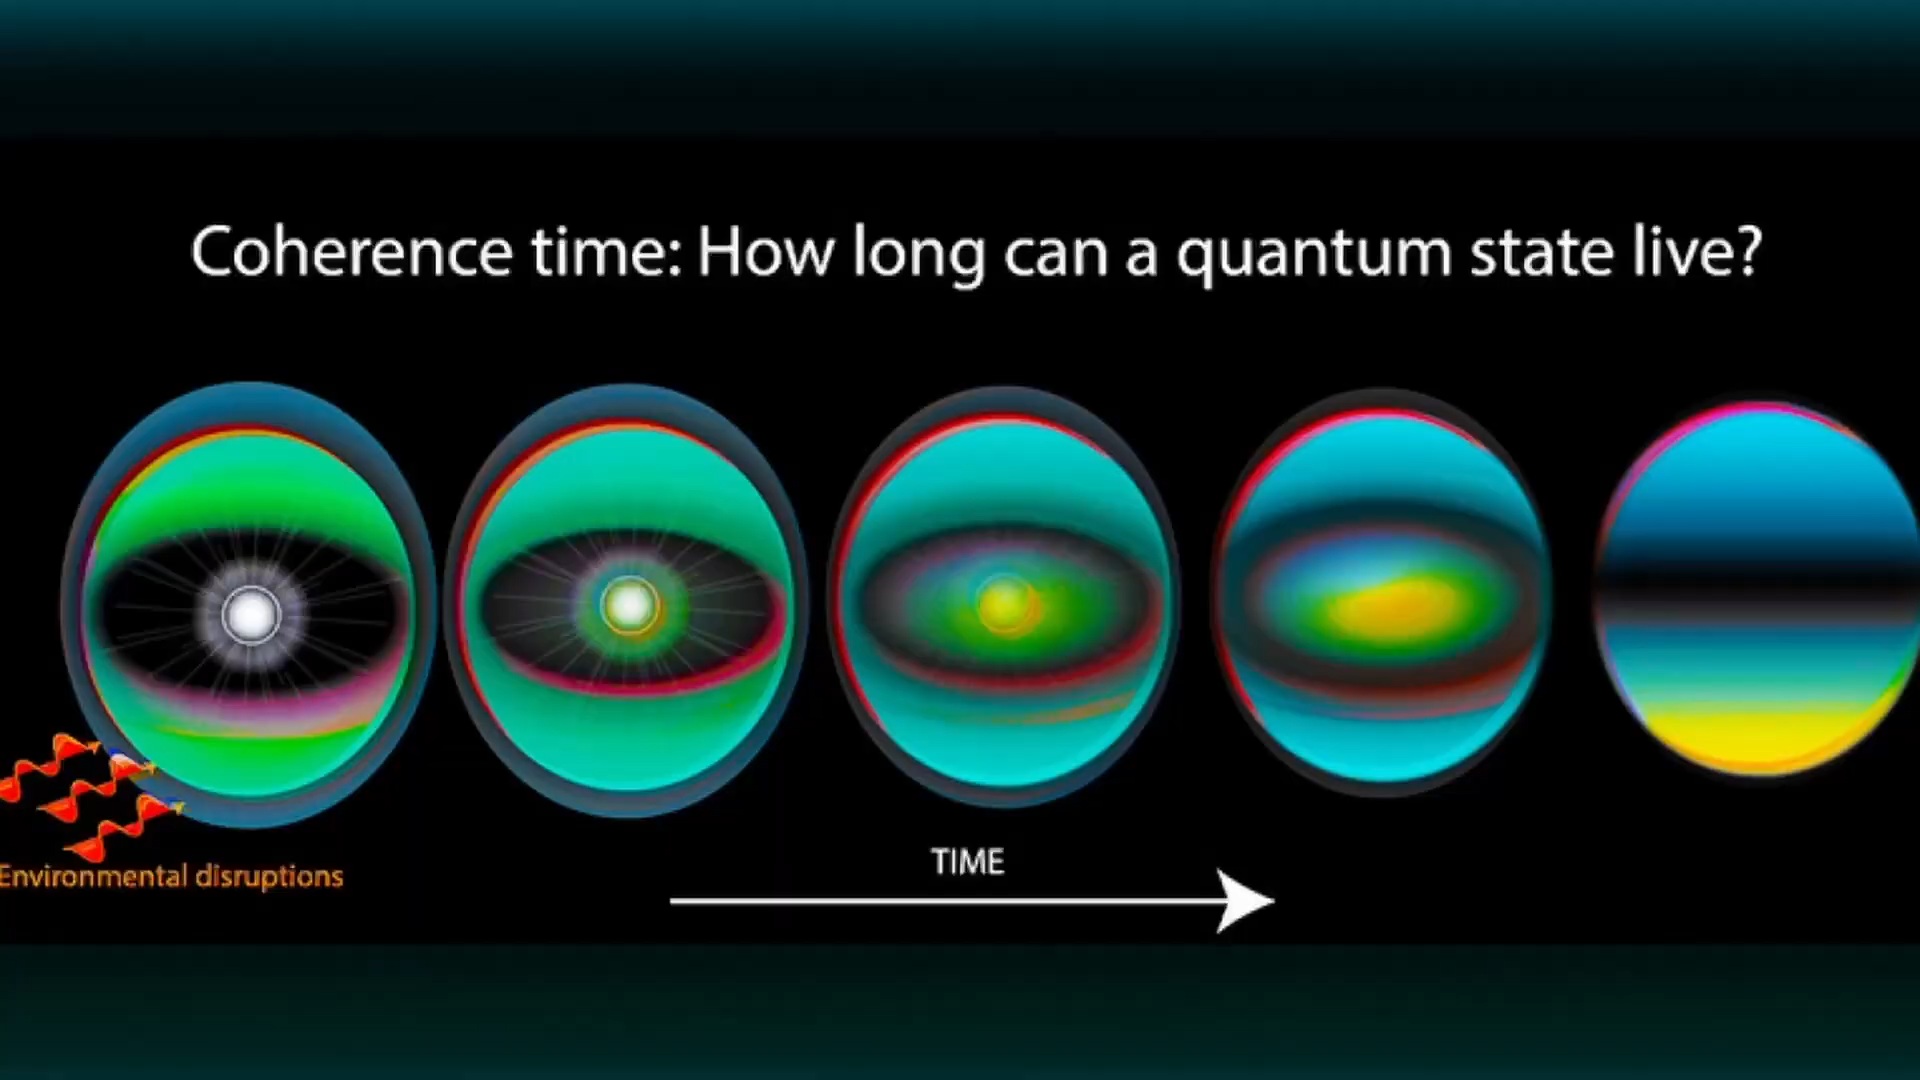 Coherence time: How long can a quantum state live?
Environmental disruptions
TIME